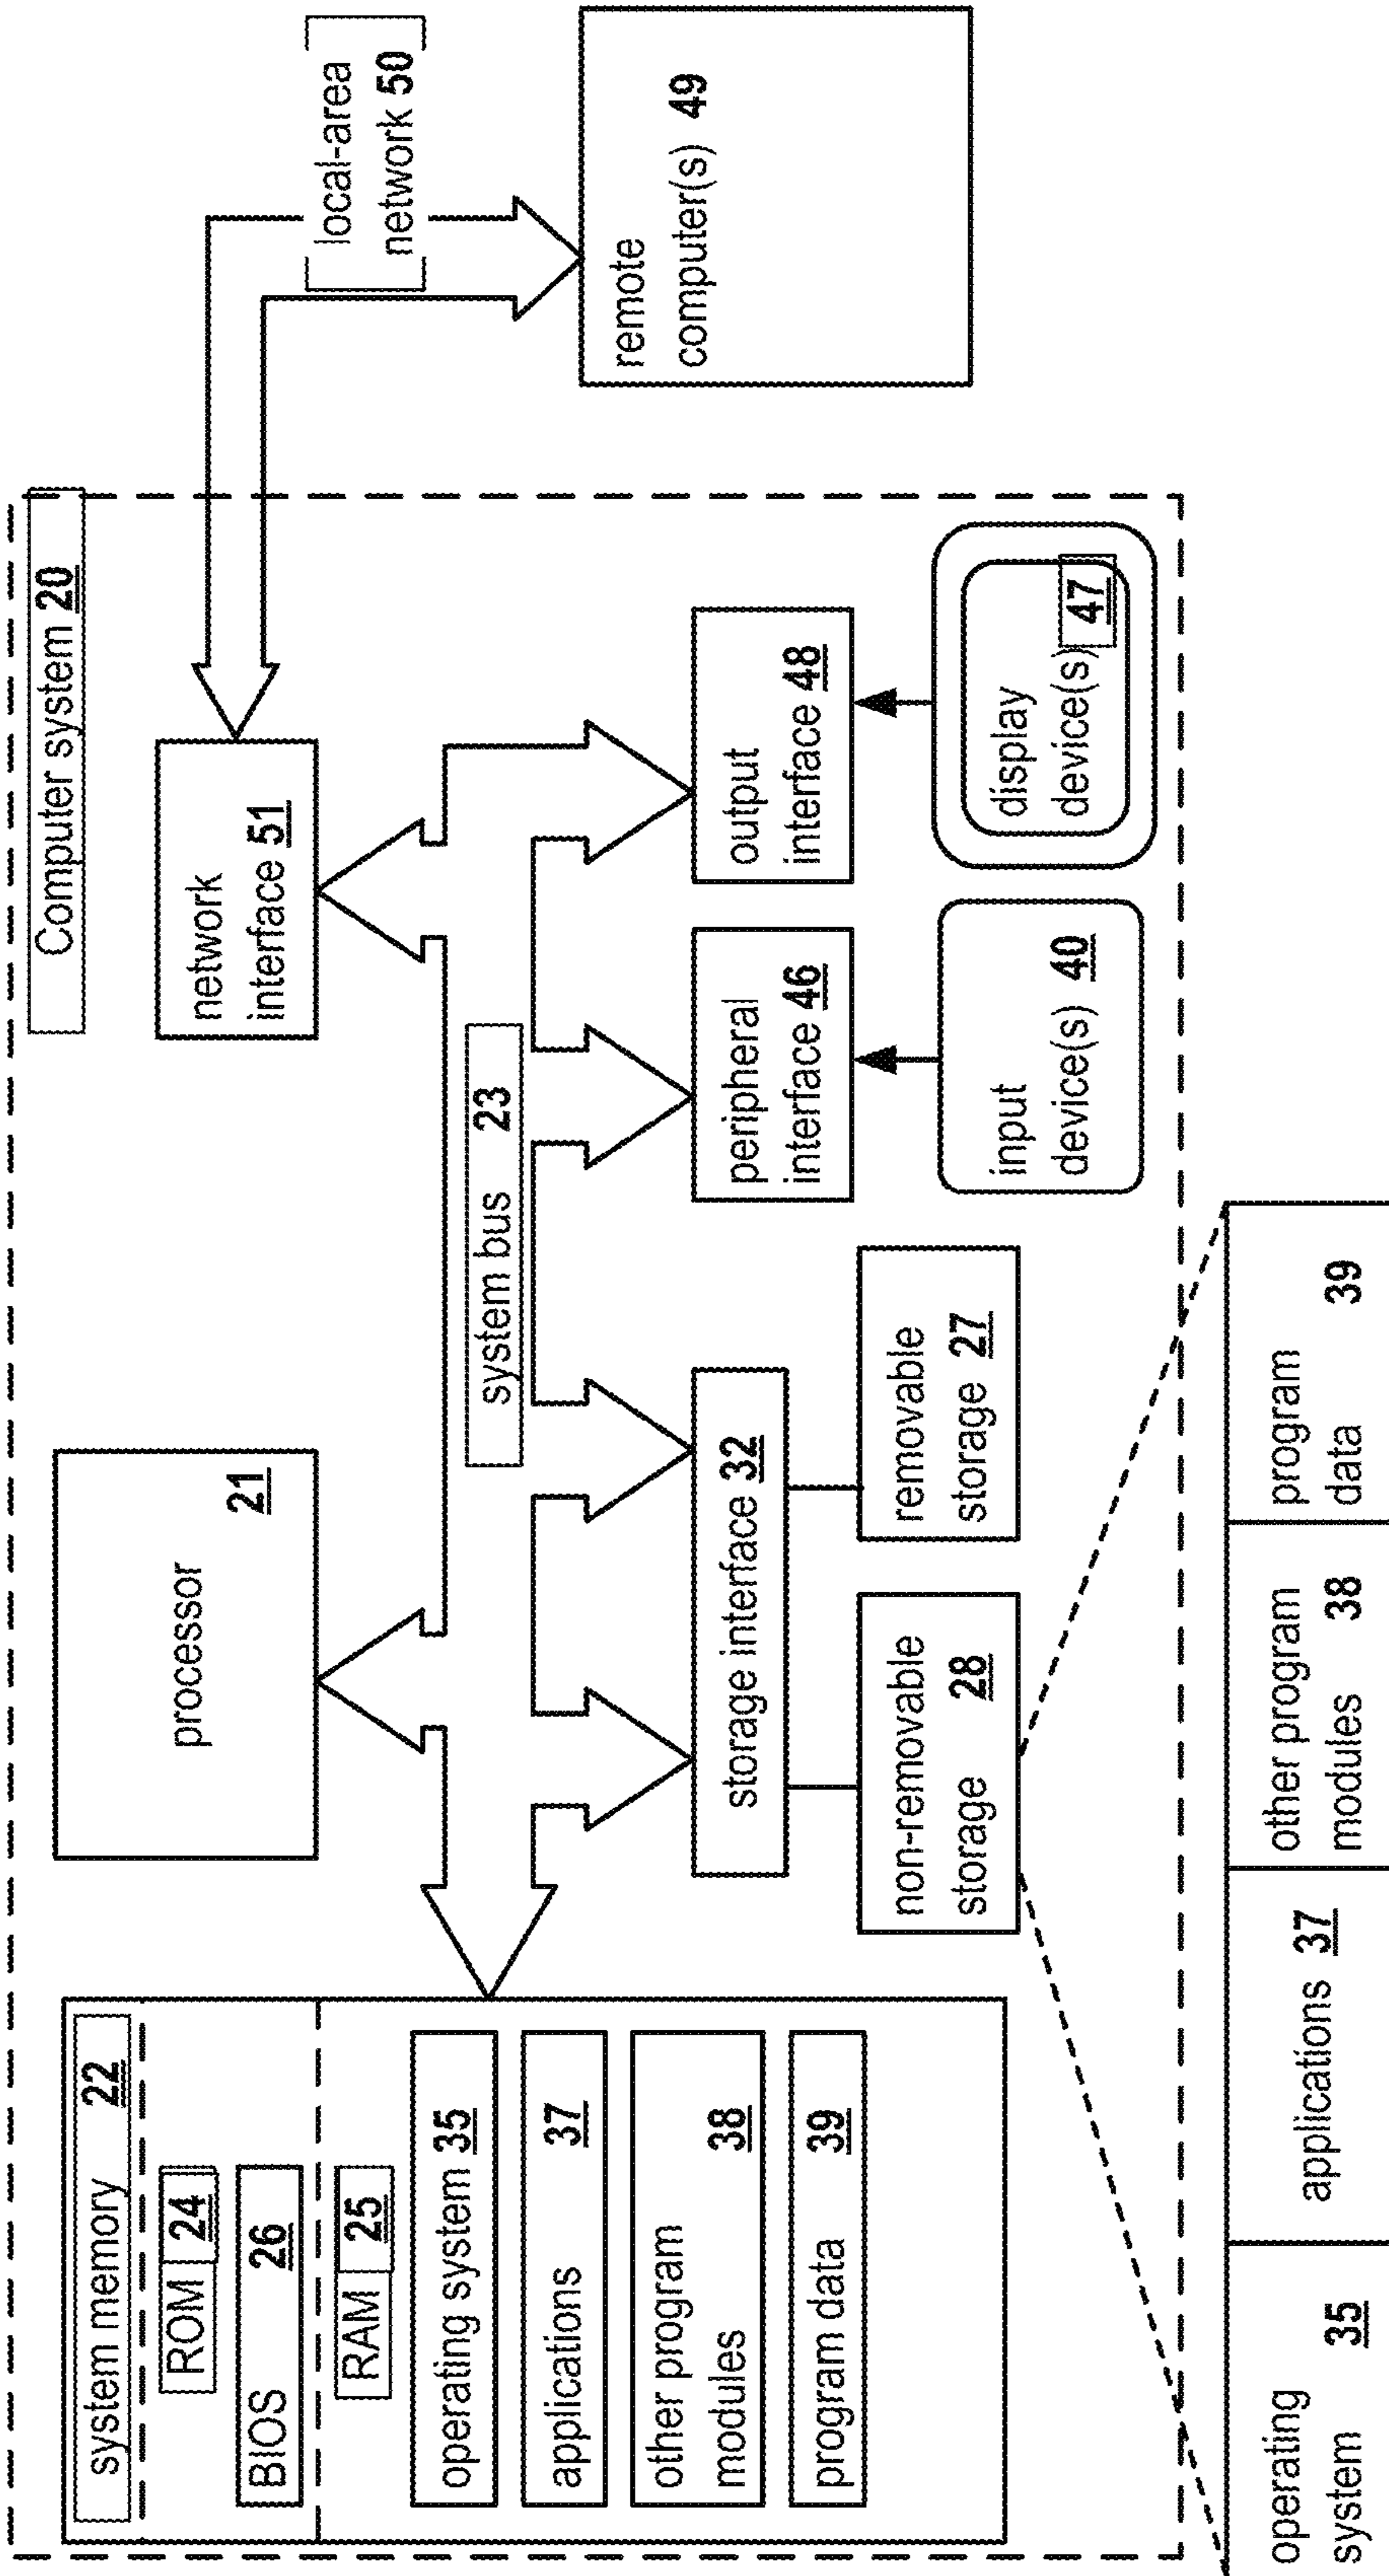 Computer system 20
system memory 22
ROM 24
BIOS 26
RAM 25
operating system 35
applications 37
other program
modules 38
program data 39
processor
21
network
interface 51
local-area
network 50
system bus 23
storage interface 32
non-removable
storage 28
removable
storage 27
peripheral
interface 46
output
interface 48
input
device(s) 40
display
device(s) 47
remote
computer(s) 49
operating
system 35
applications 37
other program
modules 38
program
data 39